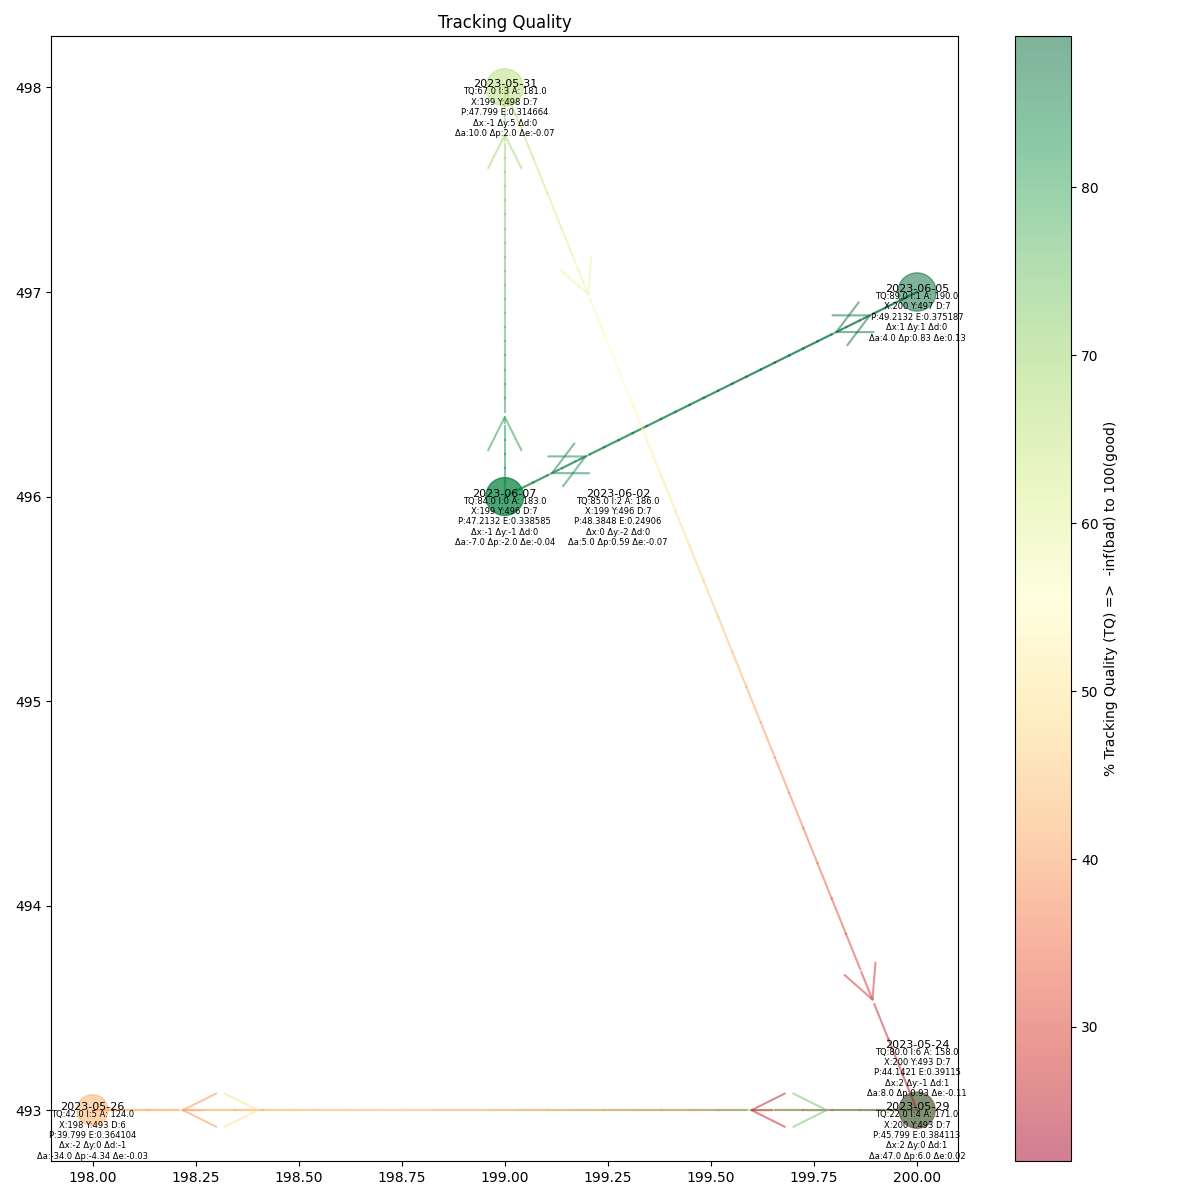 Tracking Quality
498
497
496
495
494
493
2023-05-31
TQ:67.0 I:3 A: 181.0
X:199 Y:498 D:7
P:47.799 E:0.314664
Δx:-1 Δy:5 Δd:0
Δa:10.0 Δp:2.0 Δe:-0.07
2023-06-05
TQ:89.0 I:1 A: 190.0
X:200 Y:497 D:7
P:49.2132 E:0.375187
Δx:1 Δy:1 Δd:0
Δa:4.0 Δp:0.83 Δe:0.13
2023-06-07
TQ:84.0 I:0 A: 183.0
X:199 Y:496 D:7
P:47.2132 E:0.338585
Δx:-1 Δy:-1 Δd:0
Δa:-7.0 Δp:-2.0 Δe:-0.04
2023-06-02
TQ:85.0 I:2 A: 186.0
X:199 Y:496 D:7
P:48.3848 E:0.24906
Δx:0 Δy:-2 Δd:0
Δa:5.0 Δp:0.59 Δe:-0.07
2023-05-24
TQ:80.0 I:6 A: 158.0
X:200 Y:493 D:7
P:44.1421 E:0.39115
Δx:2 Δy:-1 Δd:1
Δa:8.0 Δp:0.93 Δe:-0.11
2023-05-26
TQ:42.0 I:5 A: 124.0
X:198 Y:493 D:6
P:39.799 E:0.364104
Δx:-2 Δy:0 Δd:-1
Δa:-34.0 Δp:-4.34 Δe:-0.03
2023-05-29
TQ:22.0 I:4 A: 171.0
X:200 Y:493 D:7
P:45.799 E:0.384113
Δx:2 Δy:0 Δd:1
Δa:47.0 Δp:6.0 Δe:0.02
198.00 198.25 198.50 198.75 199.00 199.25 199.50 199.75 200.00
80
70
60
50
40
30
% Tracking Quality (TQ) => -inf(bad) to 100(good)